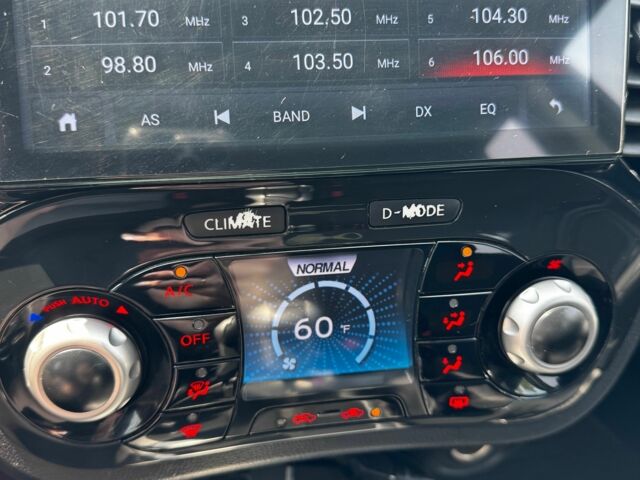 1 101.70 MHz 3 102.50 MHz 5 104.30 MHz
2 98.80 MHz 4 103.50 MHz 6 106.00 MHz
AS BAND DX EQ
CLIMATE D-MODE
NORMAL
A/C
PUSH AUTO
OFF
60 °F